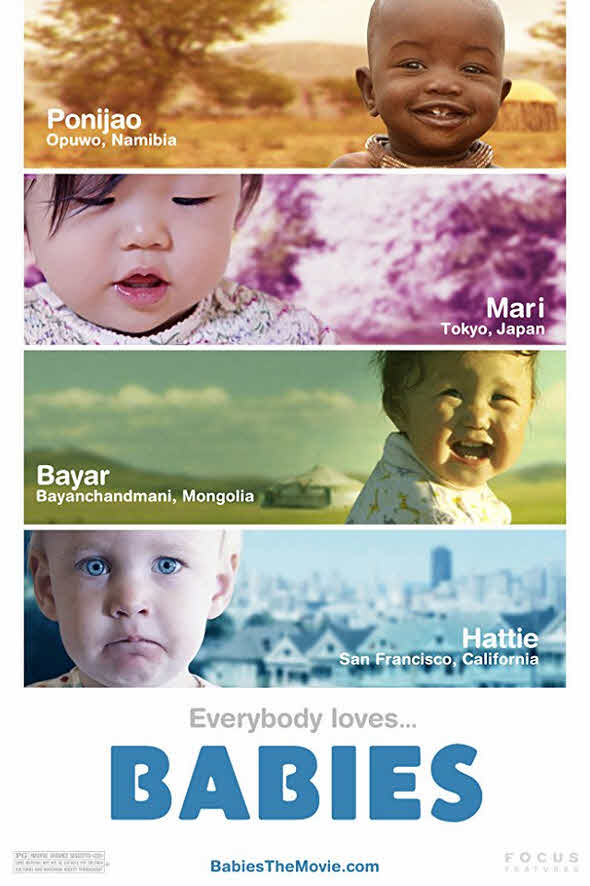 Ponijao
Opuwo, Namibia
Mari
Tokyo, Japan
Bayar
Bayanchandmani, Mongolia
Hattie
San Francisco, California
Everybody loves...
BABIES
PG
BabiesTheMovie.com
FOCUS
FEATURES